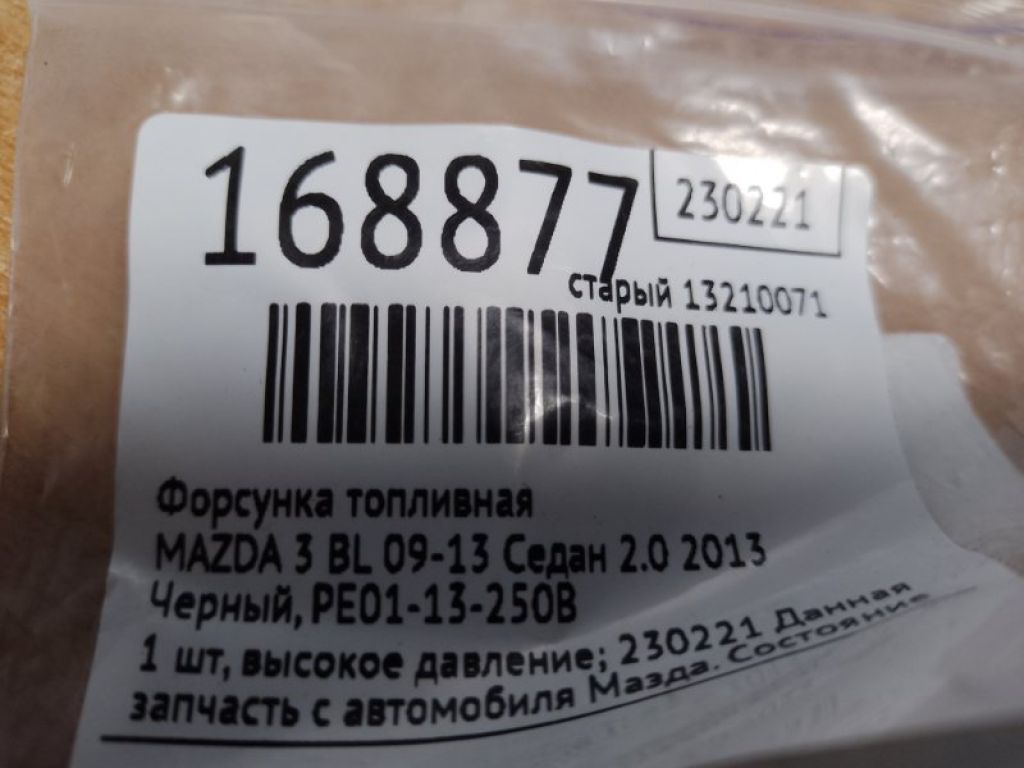 168877
230221
старый 13210071
Форсунка топливная
MAZDA 3 BL 09-13 Седан 2.0 2013
Черный, PE01-13-250B
1 шт, высокое давление; 230221 Данная
запчасть с автомобиля Мазда. Состояние